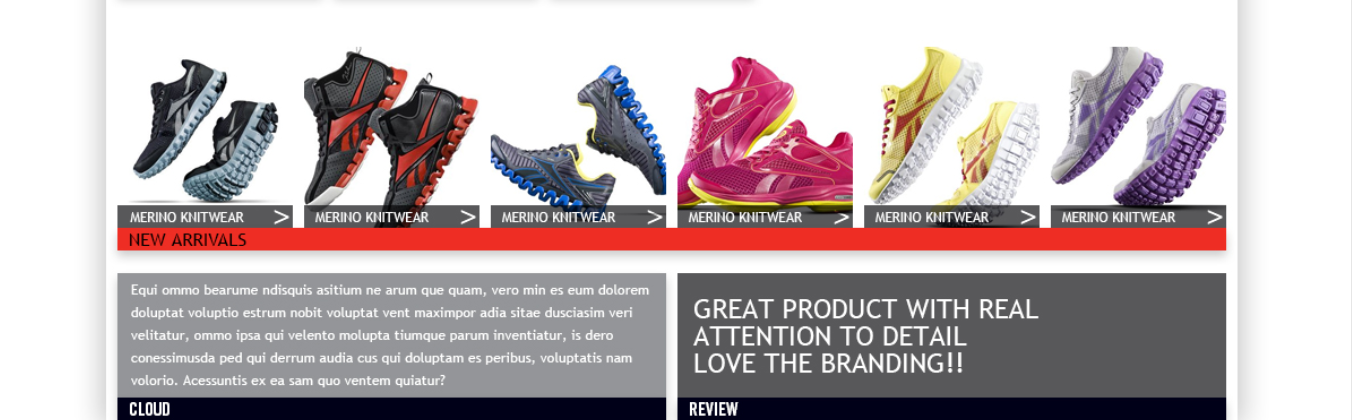 MERINO KNITWEAR >
MERINO KNITWEAR >
MERINO KNITWEAR >
MERINO KNITWEAR >
MERINO KNITWEAR >
MERINO KNITWEAR >
NEW ARRIVALS
Equi ommo bearume ndisquis asitium ne arum que quam, vero min es eum dolorem
doluptat voluptio estrum nobit voluptat vent maximpor adia sitae dusciasim veri
velitatur, ommo ipsa qui velento molupta tiumque parum inventiatur, is dero
conessimusda ped qui derrum audia cus qui doluptam es peribus, voluptatis nam
volorio. Acessuntis ex ea sam quo ventem quiatur?
CLOUD
GREAT PRODUCT WITH REAL
ATTENTION TO DETAIL
LOVE THE BRANDING!!
REVIEW